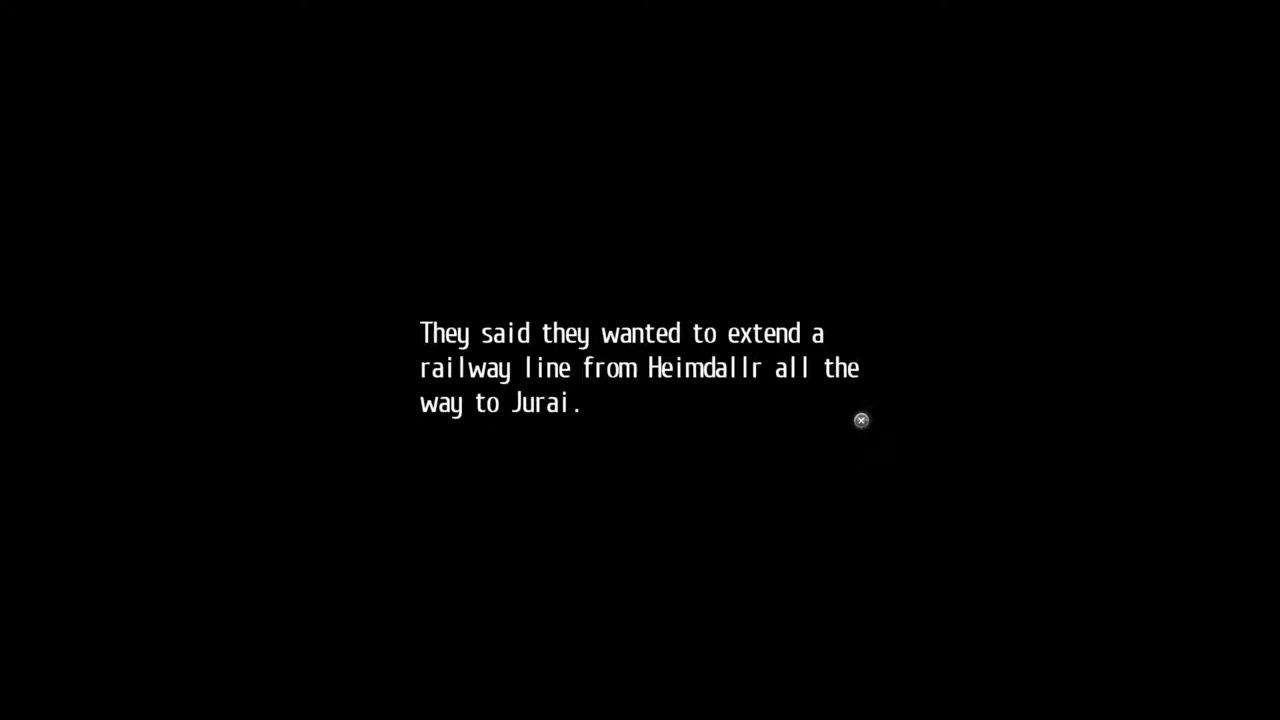 They said they wanted to extend a
railway line from Heimdallr all the
way to Jurai.